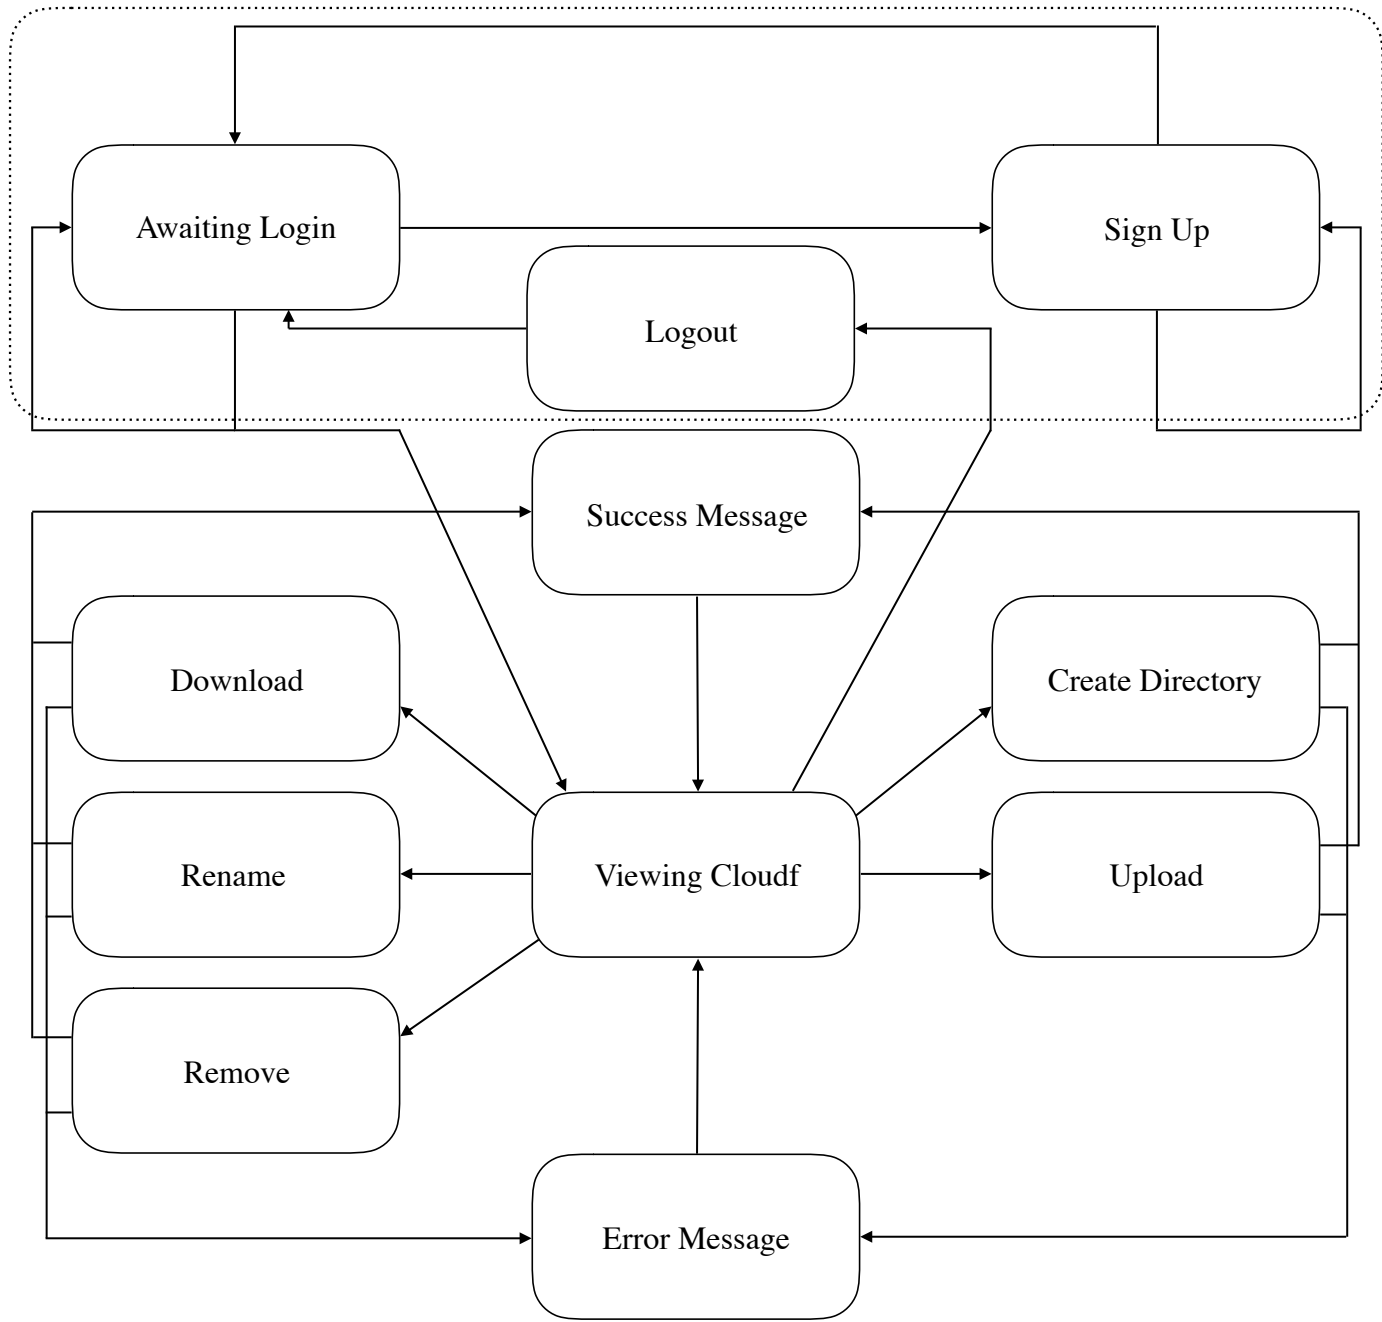 Awaiting Login
Sign Up
Logout
Success Message
Download
Create Directory
Rename
Viewing Cloudf
Upload
Remove
Error Message